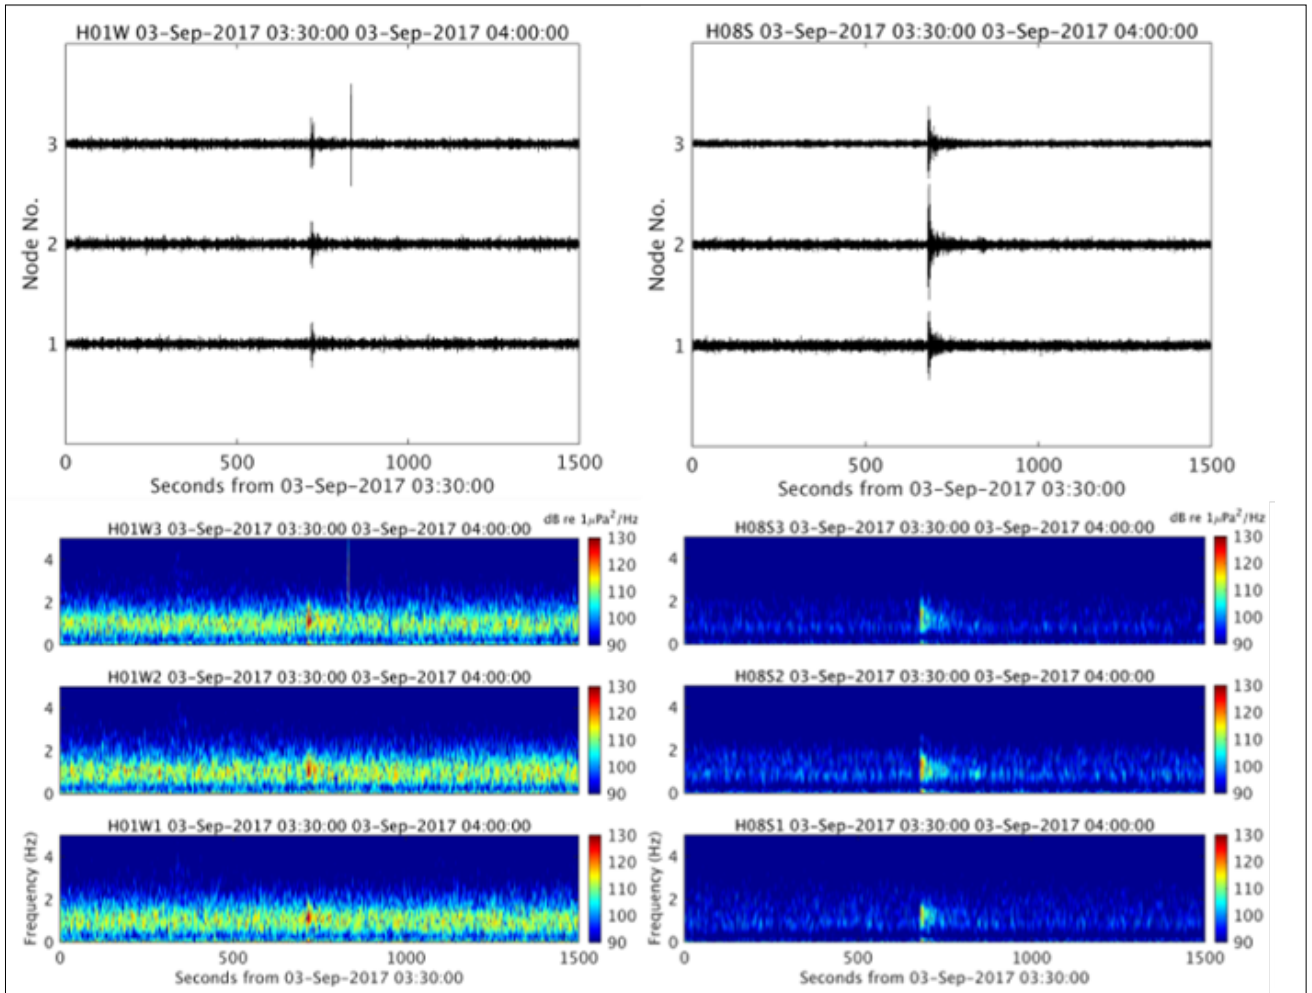 H01W 03-Sep-2017 03:30:00 03-Sep-2017 04:00:00
Node No.
3
2
1
0 500 1000 1500
Seconds from 03-Sep-2017 03:30:00
H08S 03-Sep-2017 03:30:00 03-Sep-2017 04:00:00
Node No.
3
2
1
0 500 1000 1500
Seconds from 03-Sep-2017 03:30:00
H01W3 03-Sep-2017 03:30:00 03-Sep-2017 04:00:00
dB re 1μPa²/Hz
4
2
0
130
120
110
100
90
H01W2 03-Sep-2017 03:30:00 03-Sep-2017 04:00:00
4
2
0
130
120
110
100
90
H01W1 03-Sep-2017 03:30:00 03-Sep-2017 04:00:00
Frequency (Hz)
4
2
0
130
120
110
100
90
0 500 1000 1500
Seconds from 03-Sep-2017 03:30:00
H08S3 03-Sep-2017 03:30:00 03-Sep-2017 04:00:00
dB re 1μPa²/Hz
4
2
0
130
120
110
100
90
H08S2 03-Sep-2017 03:30:00 03-Sep-2017 04:00:00
4
2
0
130
120
110
100
90
H08S1 03-Sep-2017 03:30:00 03-Sep-2017 04:00:00
Frequency (Hz)
4
2
0
130
120
110
100
90
0 500 1000 1500
Seconds from 03-Sep-2017 03:30:00